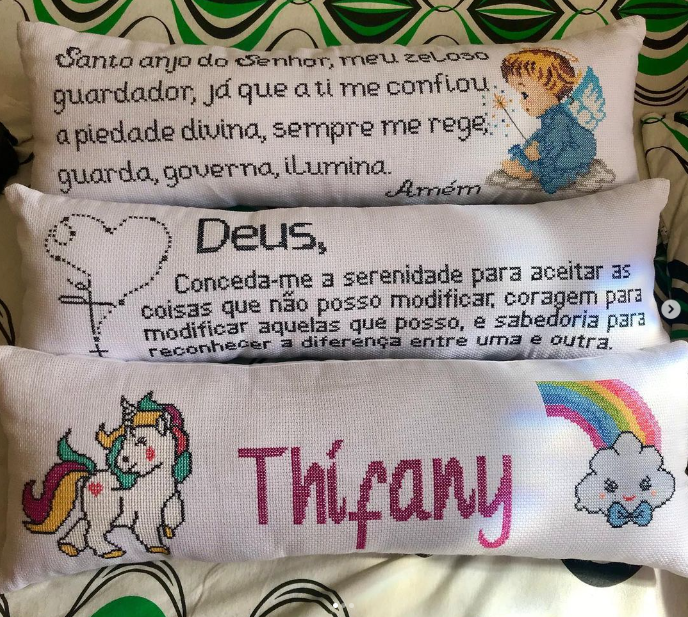 Santo anjo do Senhor, meu zeloso
guardador, já que a ti me confiou
a piedade divina, sempre me rege,
guarda, governa, ilumina.
Amém
Deus,
Conceda-me a serenidade para aceitar as
coisas que não posso modificar, coragem para
modificar aquelas que posso, e sabedoria para
reconhecer a diferença entre uma e outra.
Thífany